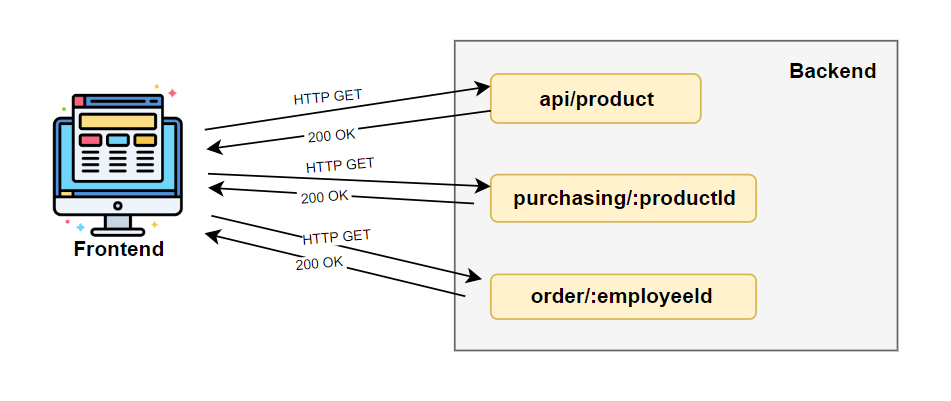 Backend
HTTP GET
api/product
200 OK
HTTP GET
200 OK
purchasing/:productId
Frontend
HTTP GET
200 OK
order/:employeeId